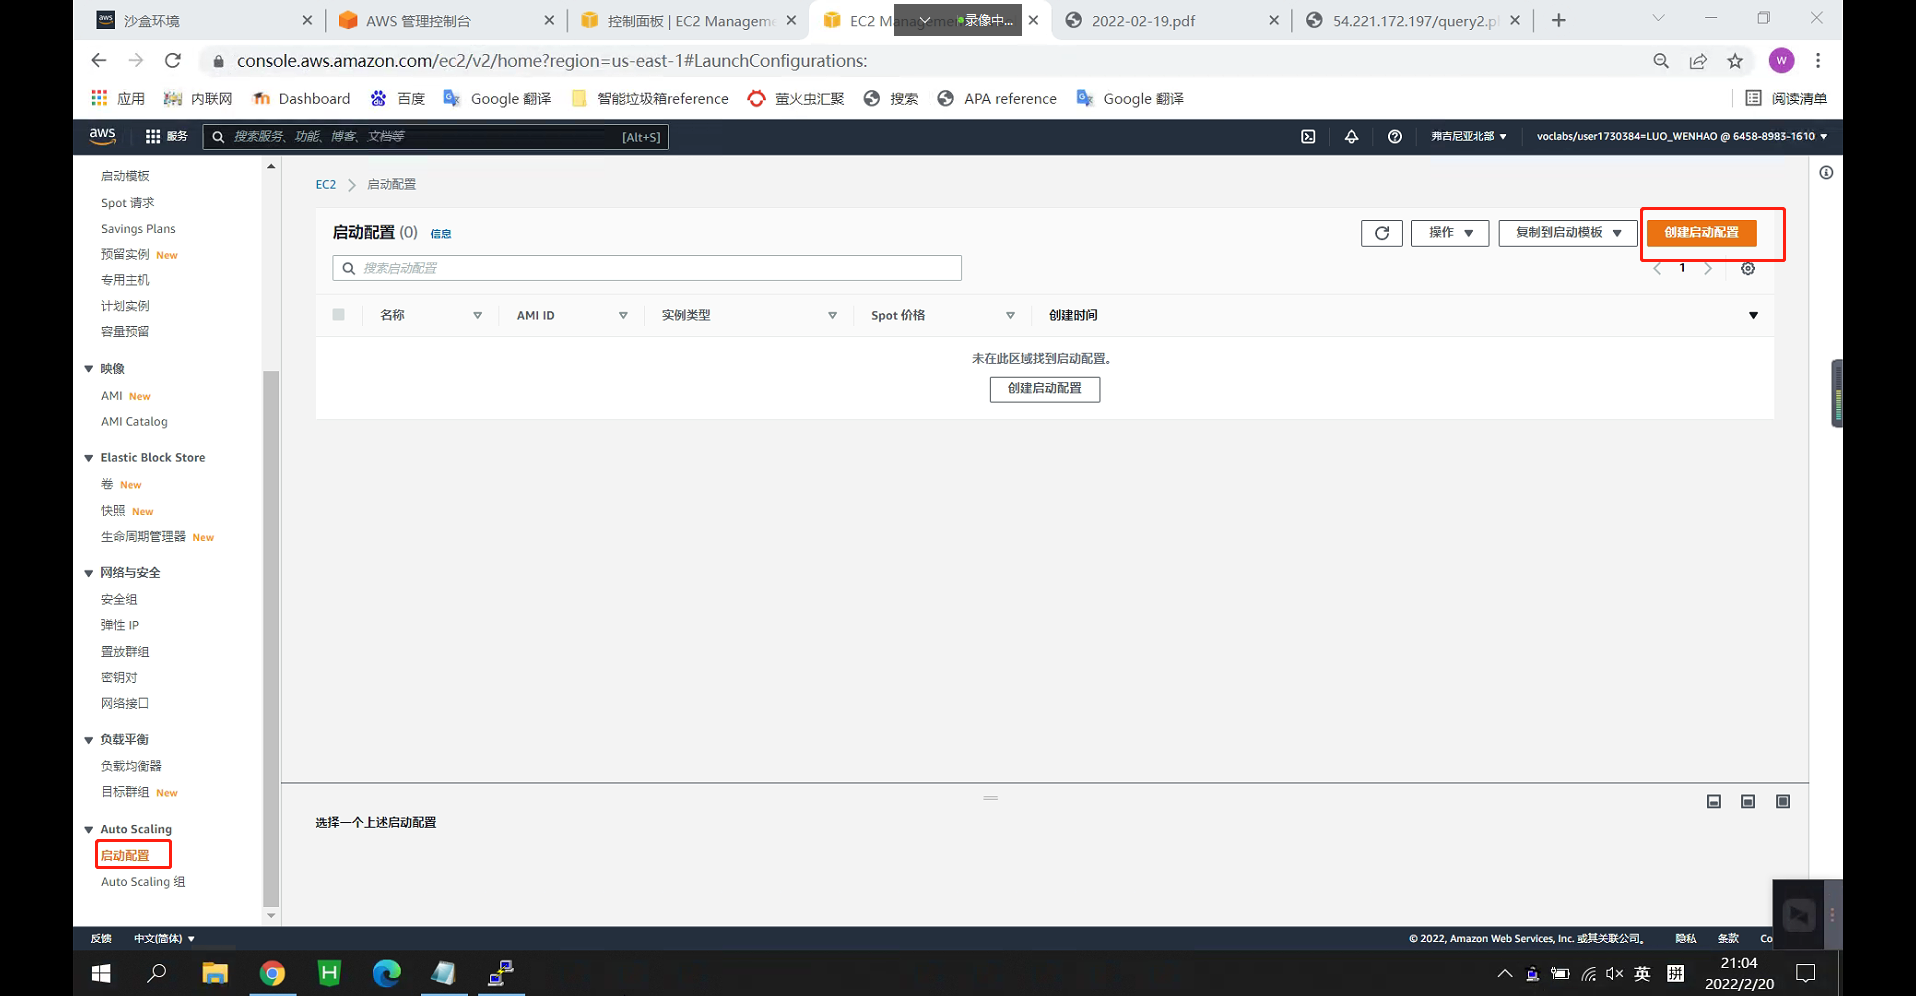 沙盒环境
AWS 管理控制台
控制面板 | EC2 Manageme
EC2 Manageme
录像中...
2022-02-19.pdf
54.221.172.197/query2.p
console.aws.amazon.com/ec2/v2/home?region=us-east-1#LaunchConfigurations:
W
应用
内联网
Dashboard
百度
Google 翻译
智能垃圾箱reference
萤火虫汇聚
搜索
APA reference
Google 翻译
阅读清单
aws
服务
搜索服务、功能、博客、文档等
[Alt+S]
弗吉尼亚北部
voclabs/user1730384=LUO_WENHAO @ 6458-8983-1610
启动模板
Spot 请求
Savings Plans
预留实例 New
专用主机
计划实例
容量预留
映像
AMI New
AMI Catalog
Elastic Block Store
卷 New
快照 New
生命周期管理器 New
网络与安全
安全组
弹性 IP
置放群组
密钥对
网络接口
负载平衡
负载均衡器
目标群组 New
Auto Scaling
启动配置
Auto Scaling 组
EC2 > 启动配置
启动配置 (0) 信息
操作
复制到启动模板
创建启动配置
搜索启动配置
1
名称
AMI ID
实例类型
Spot 价格
创建时间
未在此区域找到启动配置。
创建启动配置
选择一个上述启动配置
反馈
中文(简体)
© 2022, Amazon Web Services, Inc. 或其关联公司。
隐私
条款
Co
英
拼
21:04
2022/2/20